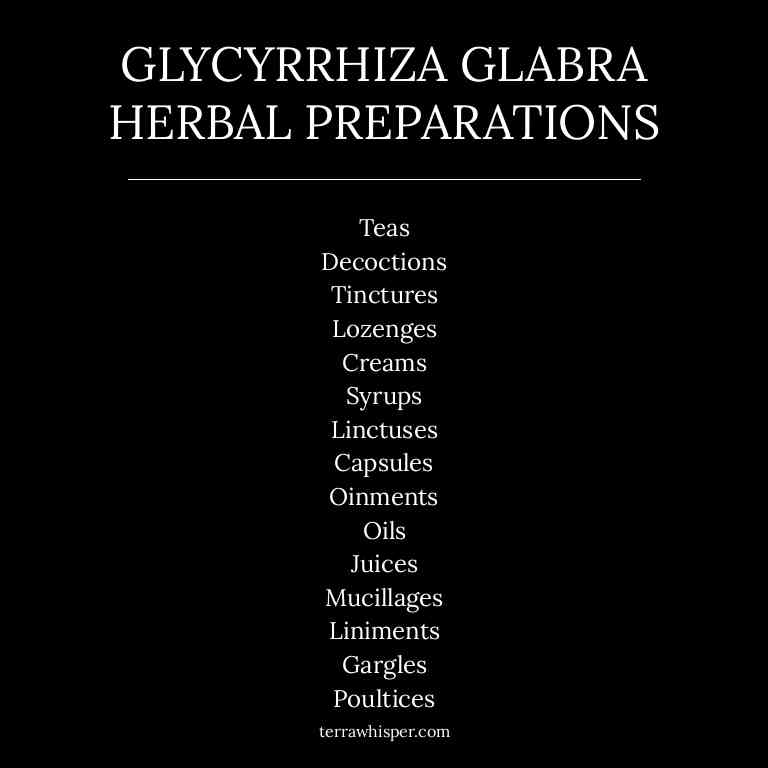 GLYCYRRHIZA GLABRA
HERBAL PREPARATIONS
Teas
Decoctions
Tinctures
Lozenges
Creams
Syrups
Linctuses
Capsules
Oinments
Oils
Juices
Mucillages
Liniments
Gargles
Poultices
terrawhisper.com